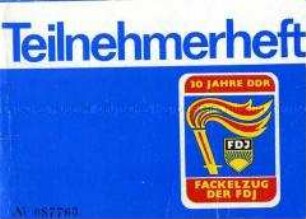 Teilnehmerheft
30 JAHRE DDR
FDJ
FACKELZUG
DER FDJ